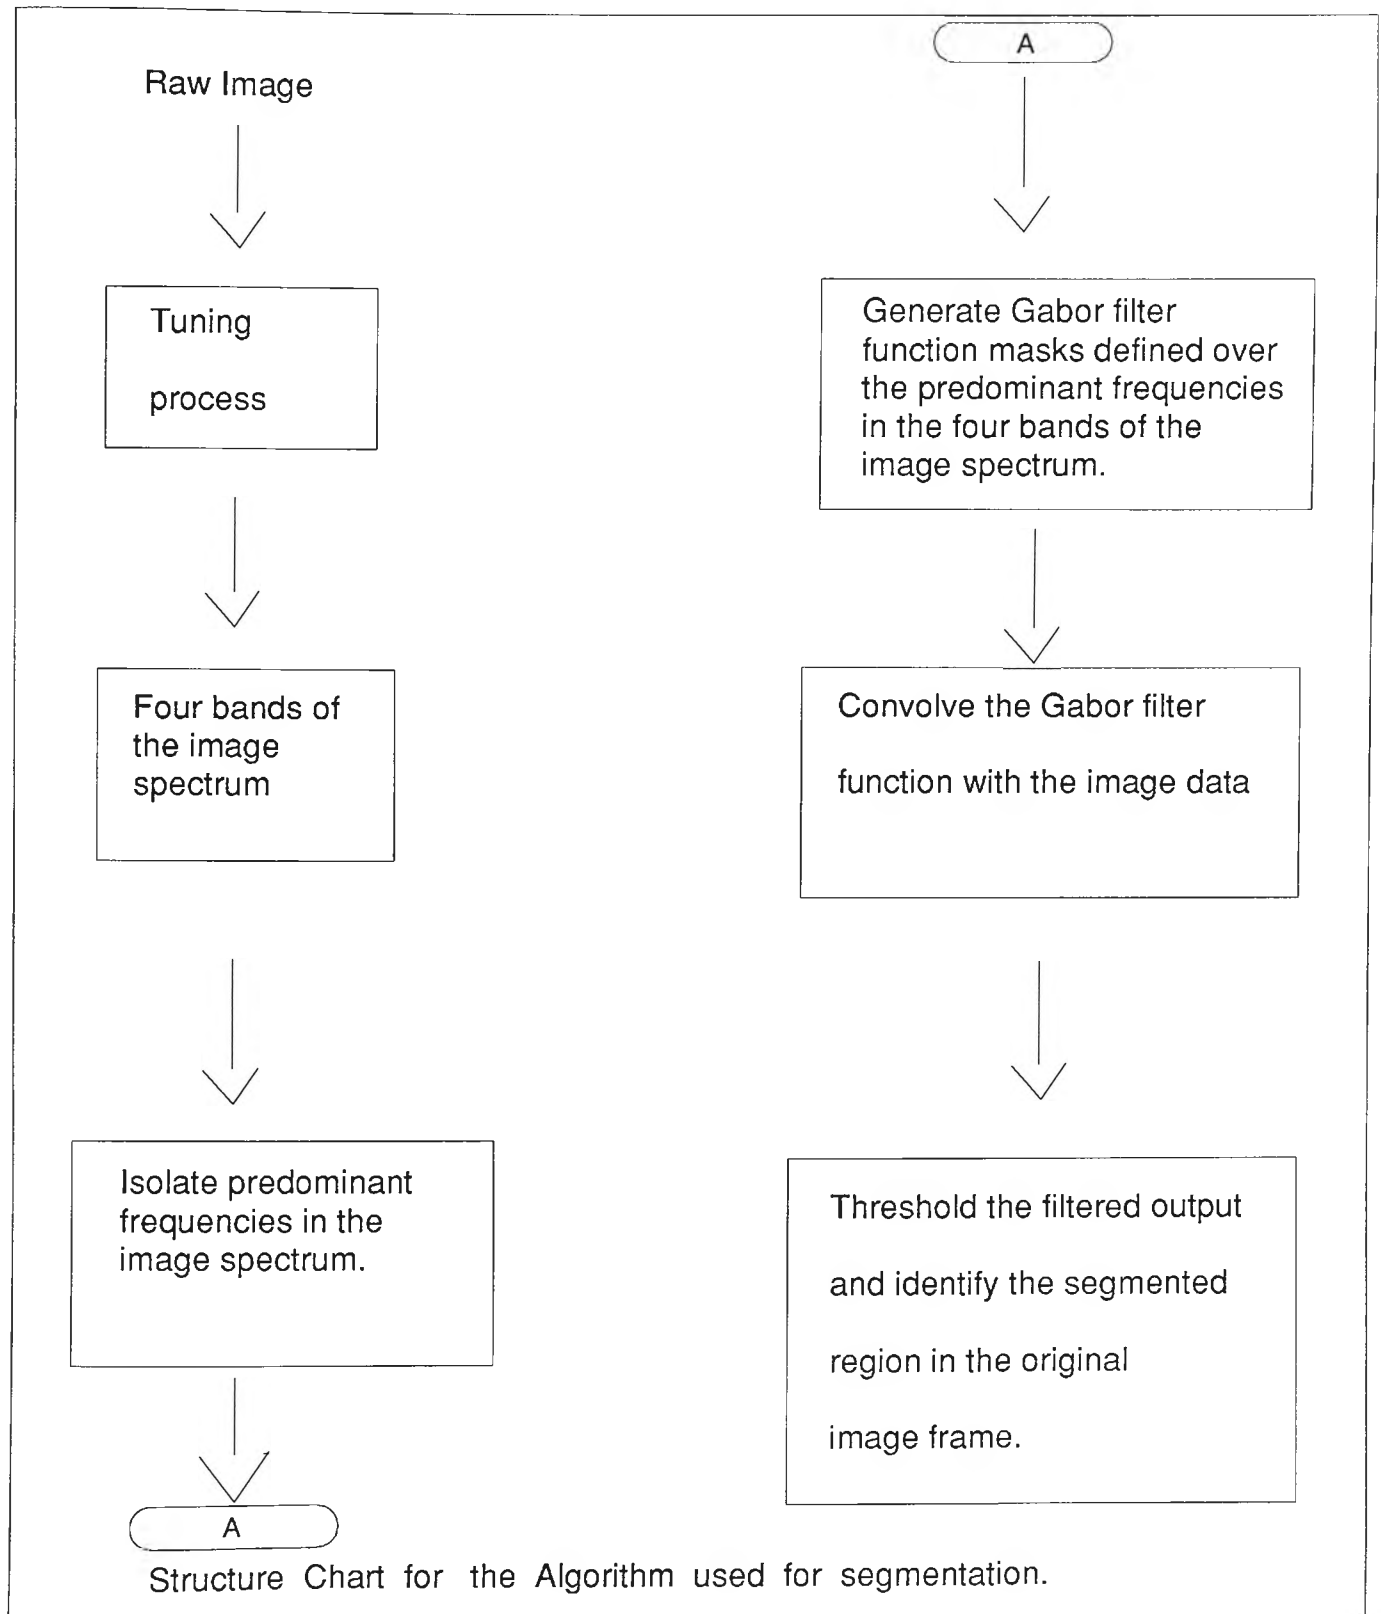 Raw Image
Tuning
process
Four bands of
the image
spectrum
Isolate predominant
frequencies in the
image spectrum.
A
A
Generate Gabor filter
function masks defined over
the predominant frequencies
in the four bands of the
image spectrum.
Convolve the Gabor filter
function with the image data
Threshold the filtered output
and identify the segmented
region in the original
image frame.
Structure Chart for the Algorithm used for segmentation.